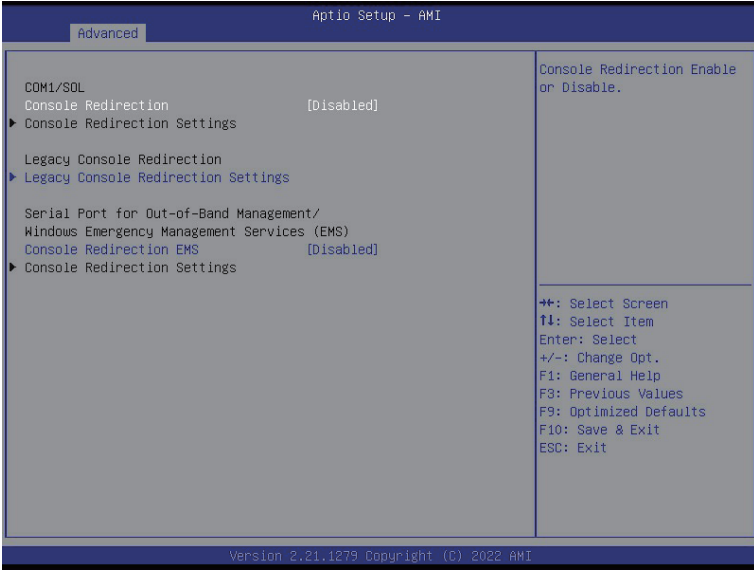 Aptio Setup – AMI
Advanced
COM1/SOL
Console Redirection [Disabled]
▶ Console Redirection Settings
Legacy Console Redirection
▶ Legacy Console Redirection Settings
Serial Port for Out-of-Band Management/
Windows Emergency Management Services (EMS)
Console Redirection EMS [Disabled]
▶ Console Redirection Settings
Console Redirection Enable
or Disable.
→←: Select Screen
↑↓: Select Item
Enter: Select
+/-: Change Opt.
F1: General Help
F3: Previous Values
F9: Optimized Defaults
F10: Save & Exit
ESC: Exit
Version 2.21.1279 Copyright (C) 2022 AMI